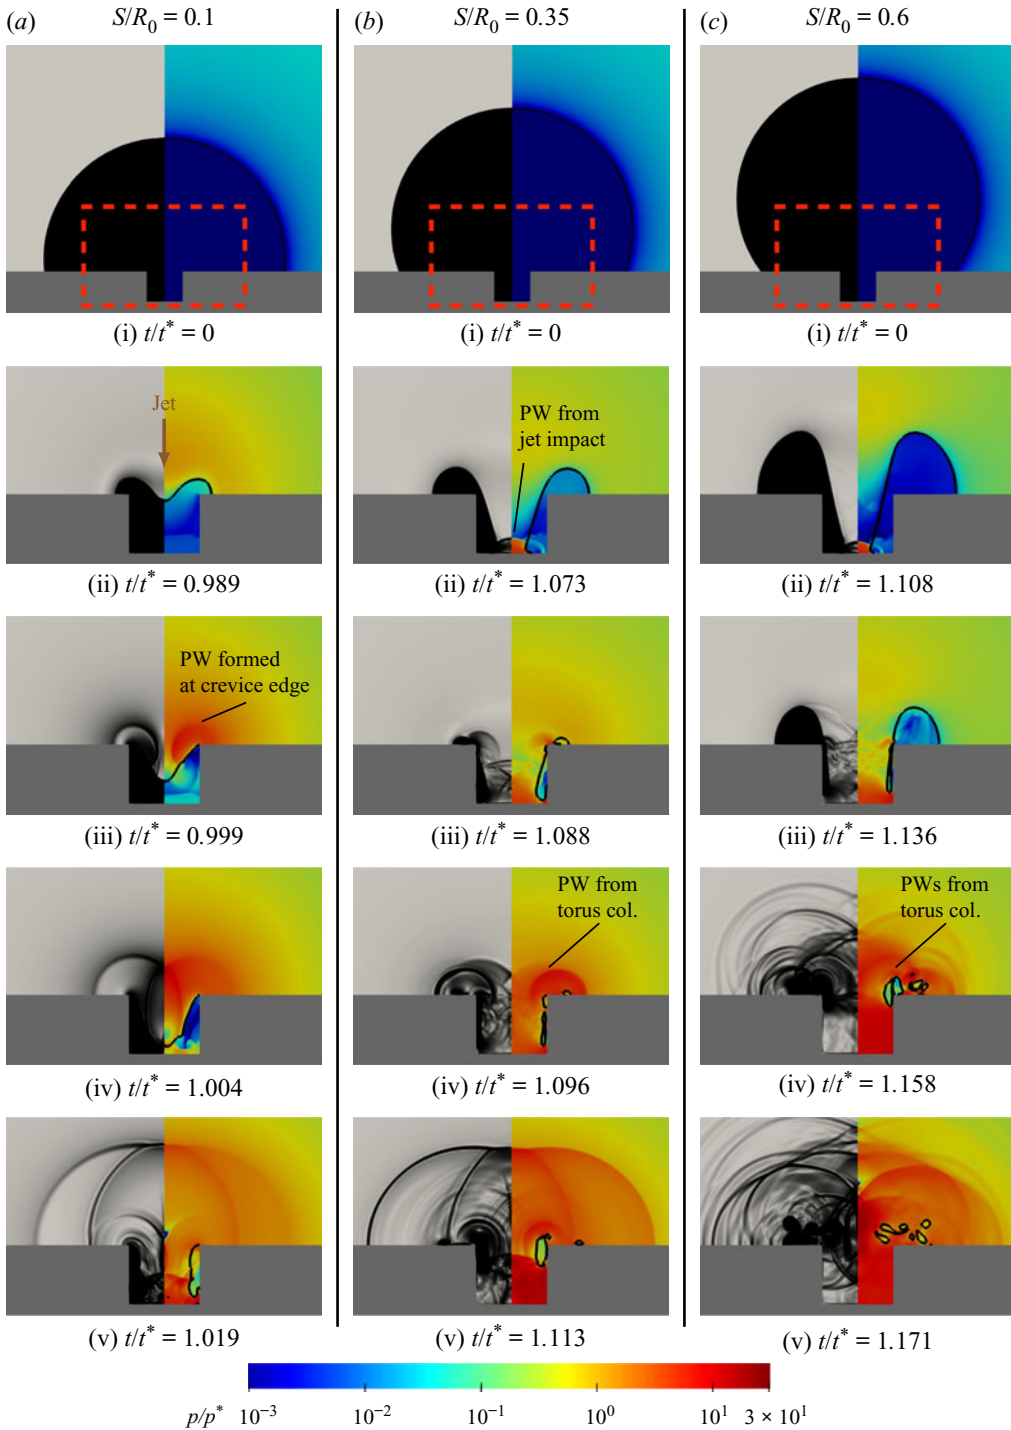 (a) S/R0 = 0.1
(b) S/R0 = 0.35
(c) S/R0 = 0.6
(i) t/t* = 0
(i) t/t* = 0
(i) t/t* = 0
Jet
PW from
jet impact
(ii) t/t* = 0.989
(ii) t/t* = 1.073
(ii) t/t* = 1.108
PW formed
at crevice edge
(iii) t/t* = 0.999
(iii) t/t* = 1.088
(iii) t/t* = 1.136
PW from
torus col.
PWs from
torus col.
(iv) t/t* = 1.004
(iv) t/t* = 1.096
(iv) t/t* = 1.158
(v) t/t* = 1.019
(v) t/t* = 1.113
(v) t/t* = 1.171
p/p* 10⁻³ 10⁻² 10⁻¹ 10⁰ 10¹ 3 × 10¹